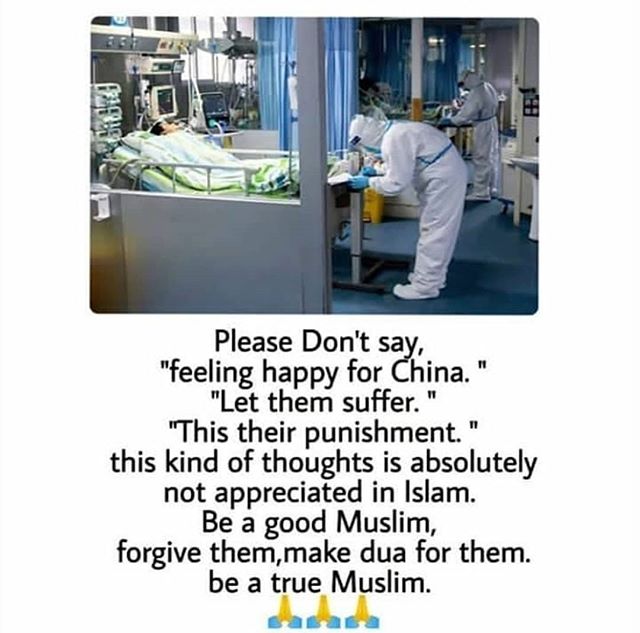 Please Don't say,
"feeling happy for China. "
"Let them suffer. "
"This their punishment. "
this kind of thoughts is absolutely
not appreciated in Islam.
Be a good Muslim,
forgive them,make dua for them.
be a true Muslim.
🙏🙏🙏